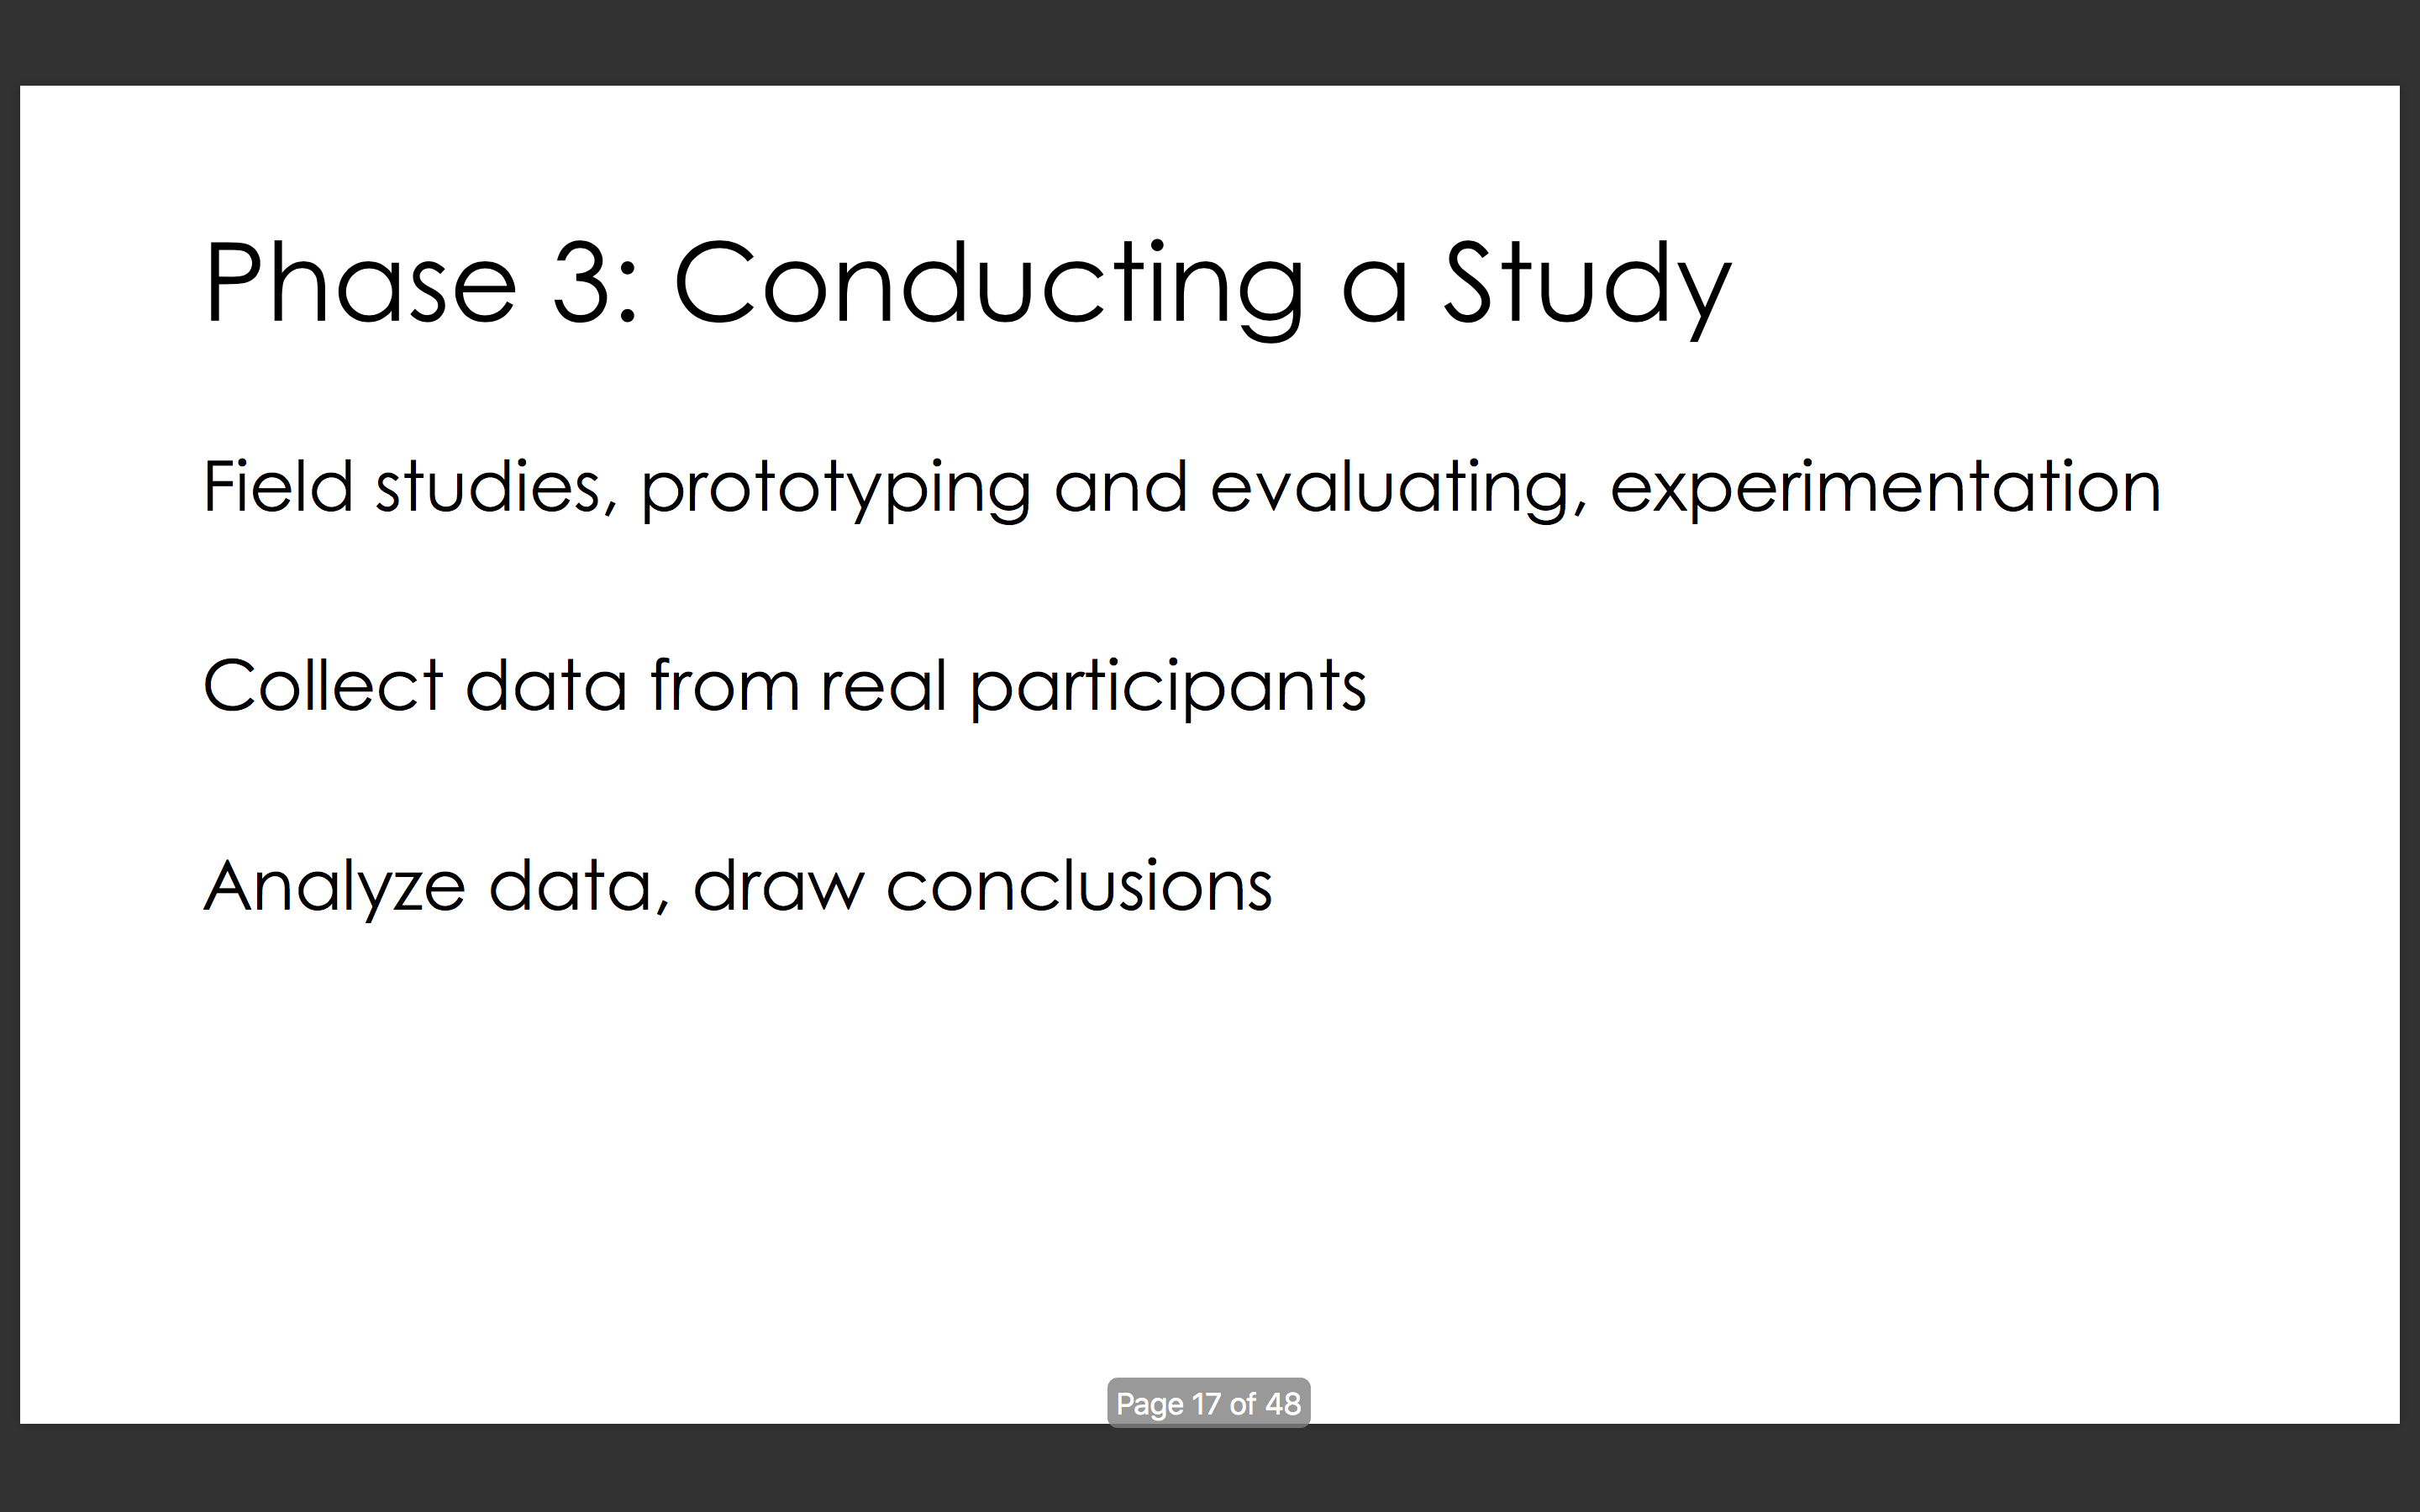 Phase 3: Conducting a Study
Field studies, prototyping and evaluating, experimentation
Collect data from real participants
Analyze data, draw conclusions
Page 17 of 48